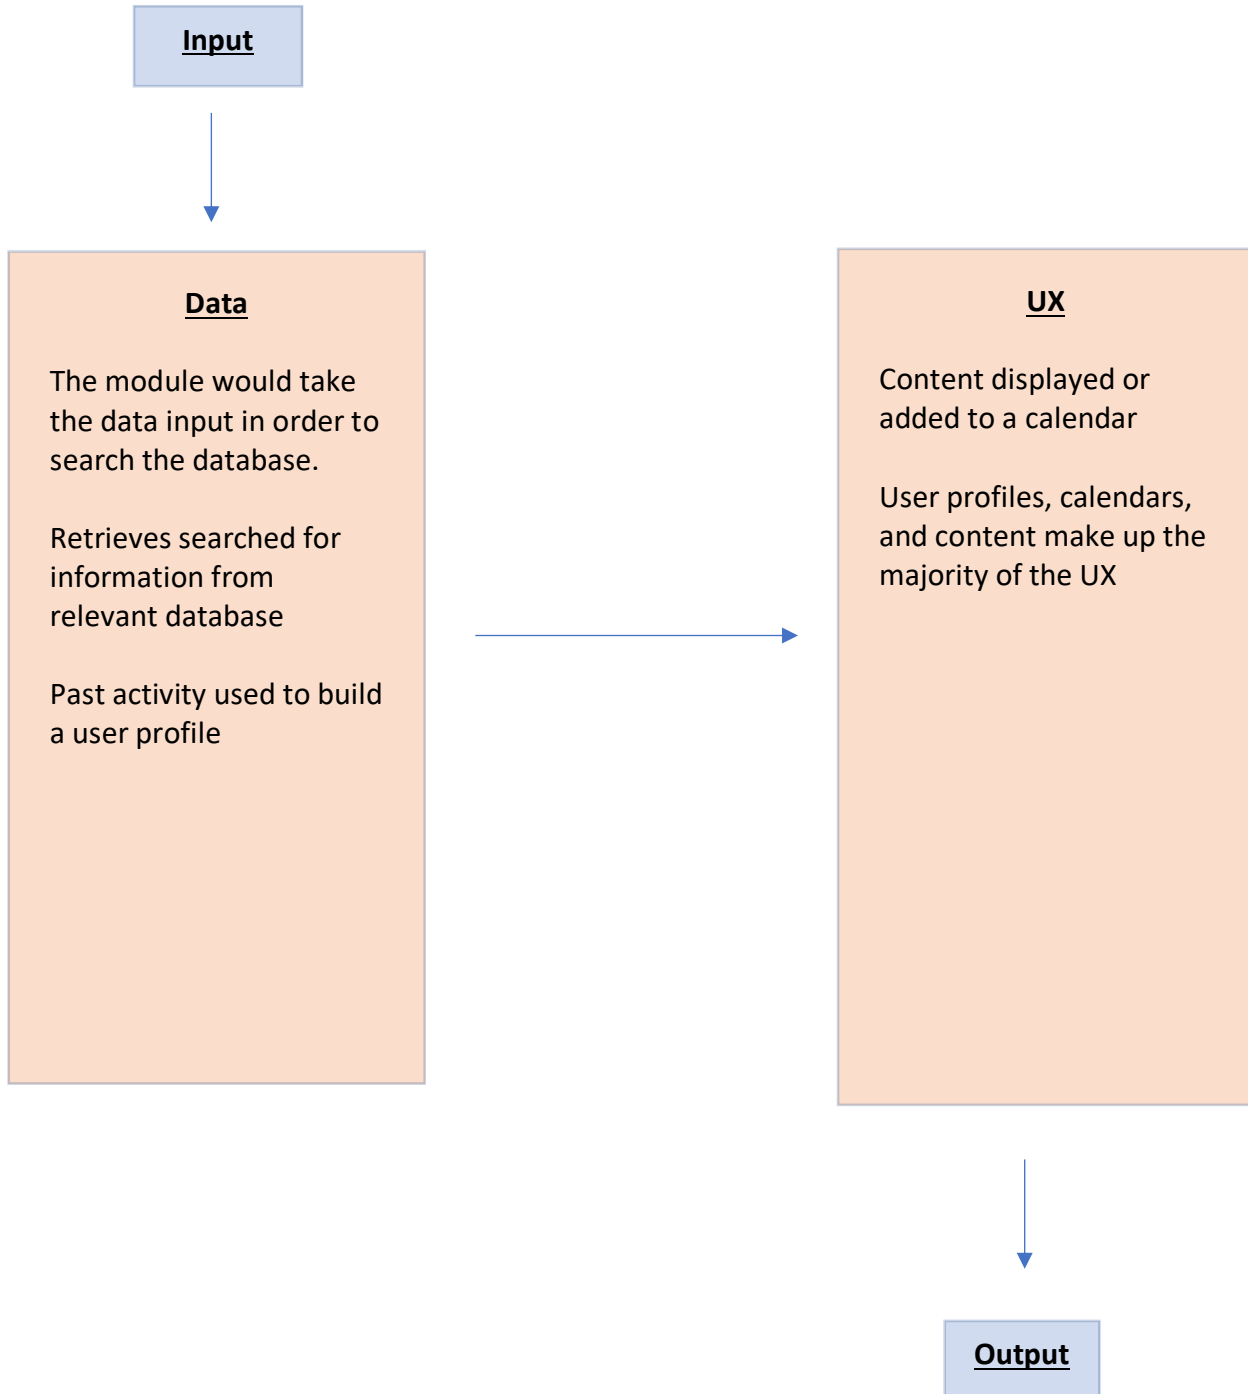 Input
Data
The module would take
the data input in order to
search the database.
Retrieves searched for
information from
relevant database
Past activity used to build
a user profile
UX
Content displayed or
added to a calendar
User profiles, calendars,
and content make up the
majority of the UX
Output